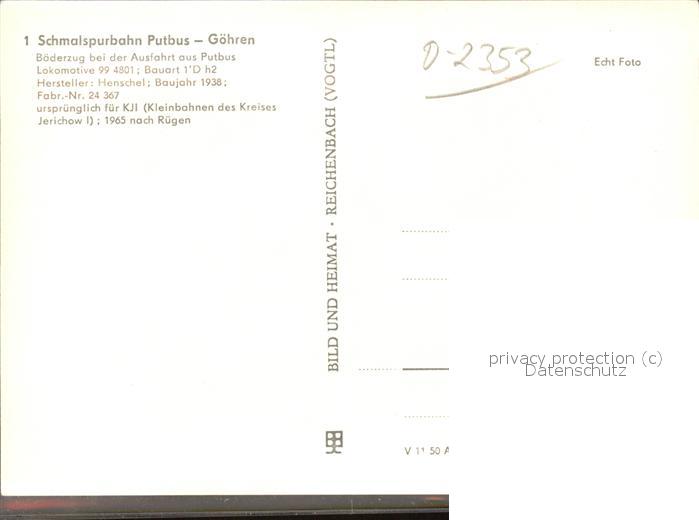 1 Schmalspurbahn Putbus — Göhren
Bäderzug bei der Ausfahrt aus Putbus
Lokomotive 99 4801; Bauart 1'D h2
Hersteller: Henschel; Baujahr 1938;
Fabr.-Nr. 24 367
ursprünglich für KJI (Kleinbahnen des Kreises
Jerichow I); 1965 nach Rügen
BILD UND HEIMAT · REICHENBACH (VOGTL)
D-2353
Echt Foto
privacy protection (c)
Datenschutz
V 11 50 A